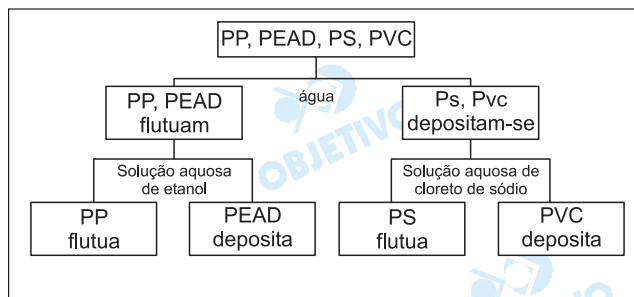 PP, PEAD, PS, PVC
água
PP, PEAD
flutuam
Ps, Pvc
depositam-se
OBJETIVO
Solução aquosa
de etanol
Solução aquosa de
cloreto de sódio
PP
flutua
PEAD
deposita
PS
flutua
PVC
deposita